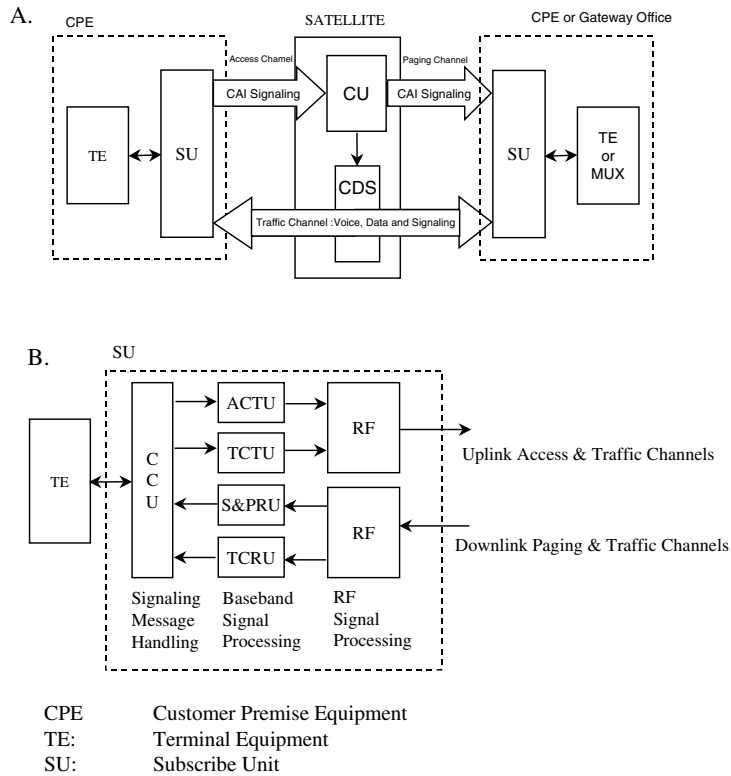 A.
CPE
SATELLITE
CPE or Gateway Office
Access Chamel
Paging Channel
CAI Signaling
CU
CAI Signaling
TE
SU
SU
TE
or
MUX
CDS
Traffic Channel :Voice, Data and Signaling
B.
SU
TE
C
C
U
ACTU
TCTU
S&PRU
TCRU
RF
RF
Uplink Access & Traffic Channels
Downlink Paging & Traffic Channels
Signaling
Message
Handling
Baseband
Signal
Processing
RF
Signal
Processing
CPE Customer Premise Equipment
TE: Terminal Equipment
SU: Subscribe Unit